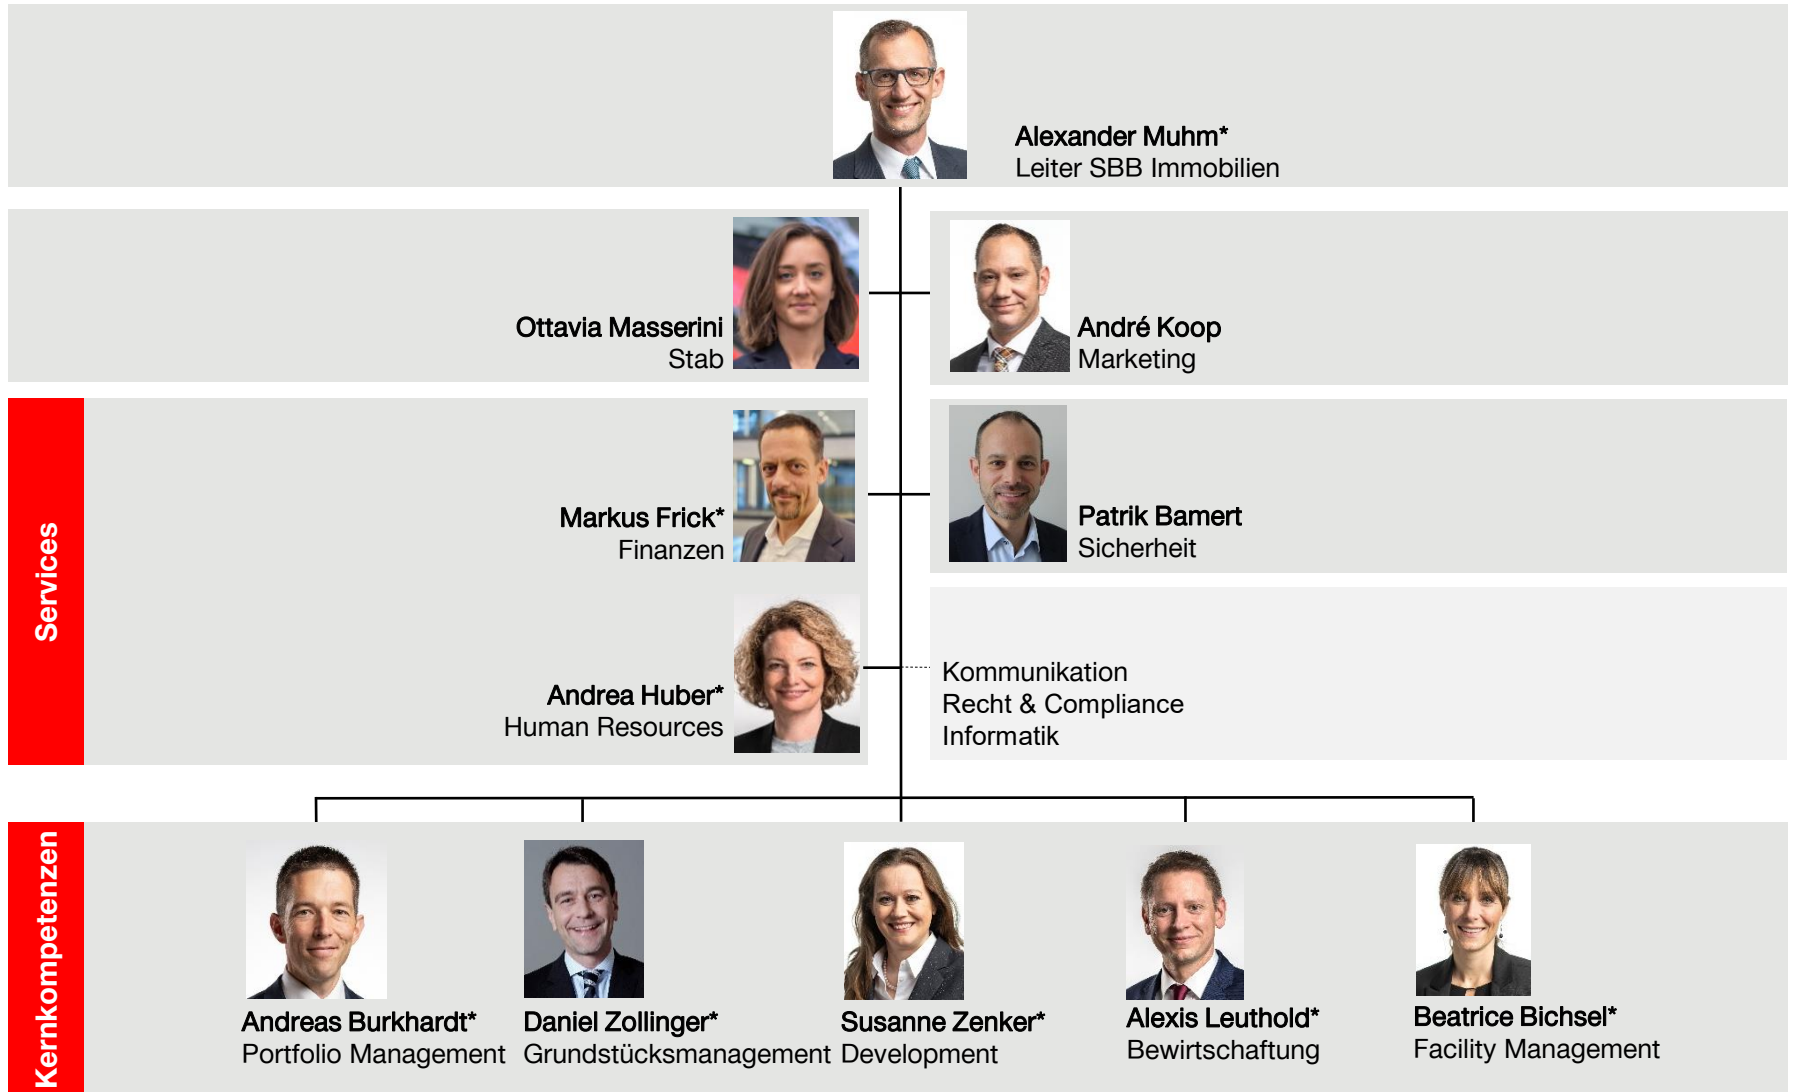 Alexander Muhm*
Leiter SBB Immobilien
Ottavia Masserini
Stab
André Koop
Marketing
Services
Markus Frick*
Finanzen
Patrik Bamert
Sicherheit
Andrea Huber*
Human Resources
Kommunikation
Recht & Compliance
Informatik
Kernkompetenzen
Andreas Burkhardt*
Portfolio Management
Daniel Zollinger*
Grundstücksmanagement
Susanne Zenker*
Development
Alexis Leuthold*
Bewirtschaftung
Beatrice Bichsel*
Facility Management